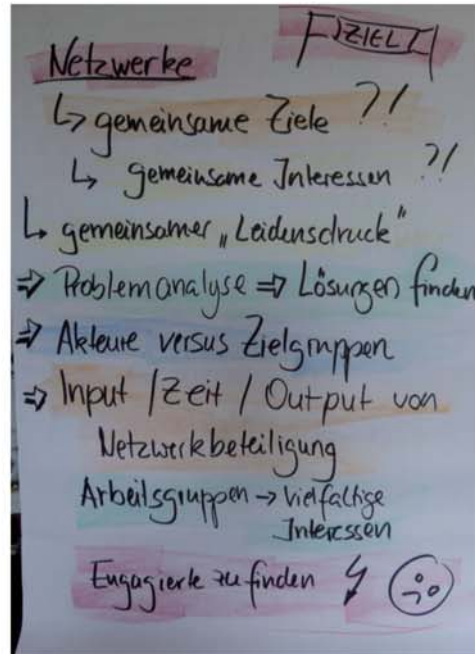 ZIEL
Netzwerke
↳ gemeinsame Ziele ?!
↳ gemeinsame Interessen ?!
↳ gemeinsamer „Leidensdruck“
⇒ Problemanalyse ⇒ Lösungen finden
⇒ Akteure versus Zielgruppen
⇒ Input / Zeit / Output von
Netzwerkbeteiligung
Arbeitsgruppen → vielfältige
Interessen
Engagierte zu finden